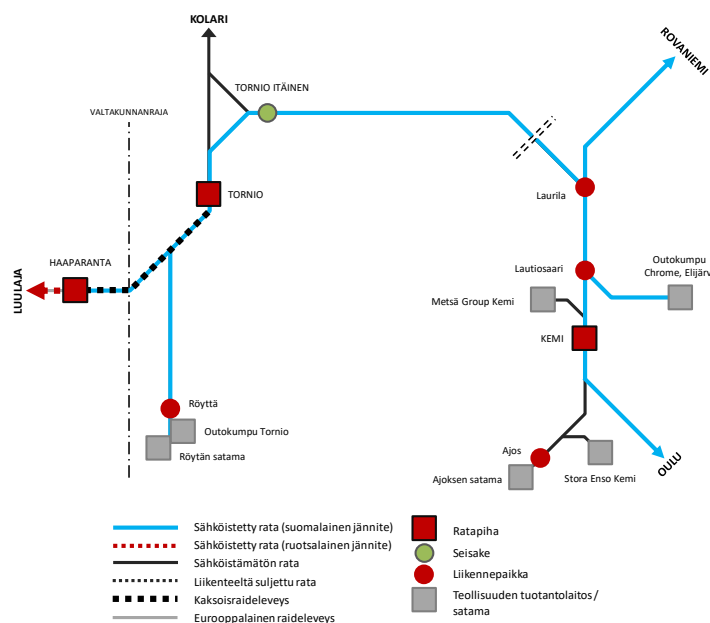 KOLARI
ROVANIEMI
TORNIO ITÄINEN
VALTAKUNNANRAJA
TORNIO
Laurila
HAAPARANTA
LUULAJA
Lautiosaari
Outokumpu
Chrome, Elijärv
Metsä Group Kemi
KEMI
Röyttä
Outokumpu Tornio
Röytän satama
Ajos
Ajoksen satama
Stora Enso Kemi
OULU
Sähköistetty rata (suomalainen jännite)
Sähköistetty rata (ruotsalainen jännite)
Sähköistämätön rata
Liikenteeltä suljettu rata
Kaksoisraideleveys
Eurooppalainen raideleveys
Ratapiha
Seisake
Liikennepaikka
Teollisuuden tuotantolaitos /
satama